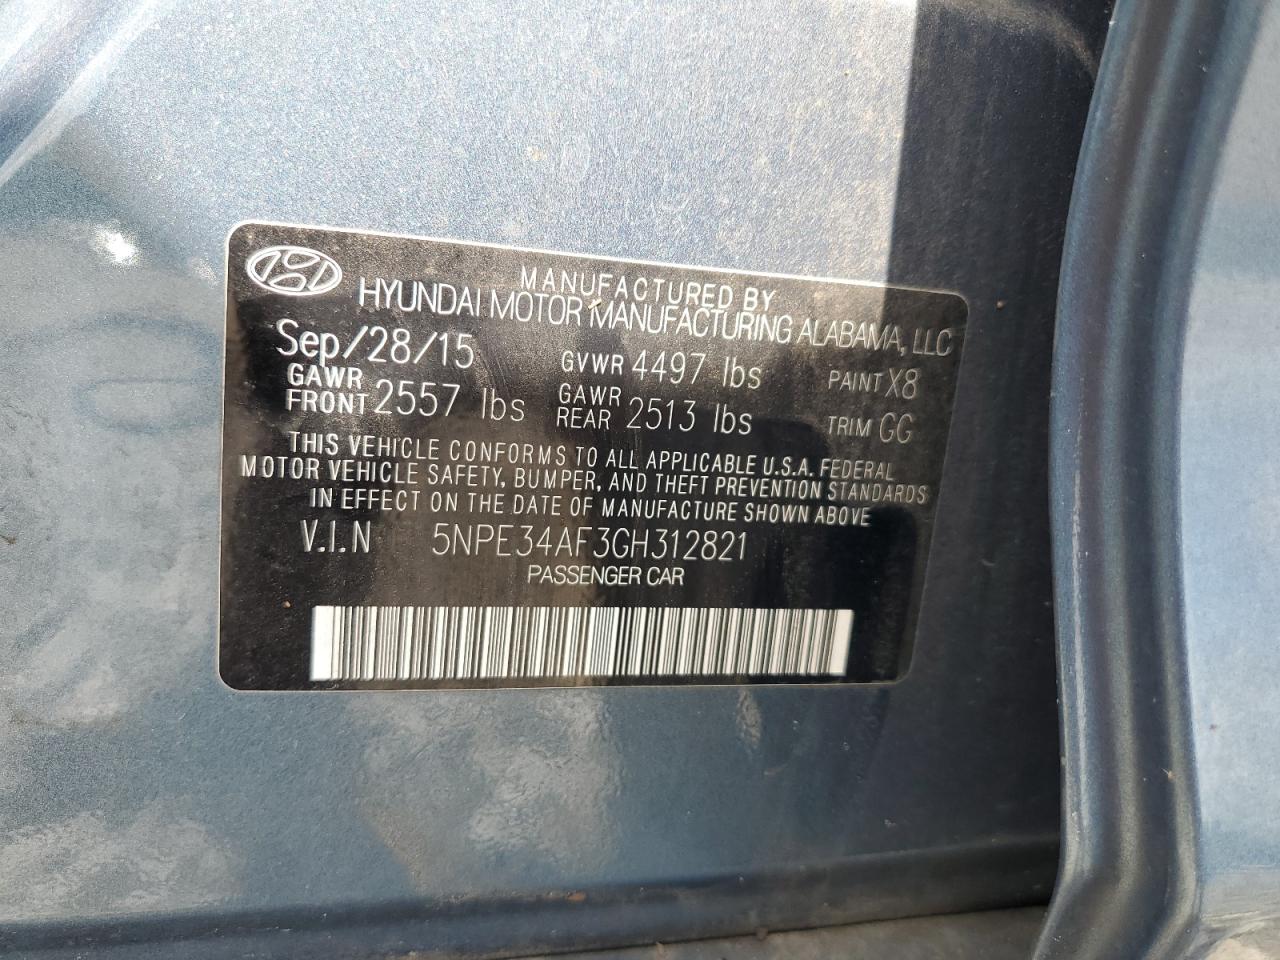 MANUFACTURED BY
HYUNDAI MOTOR MANUFACTURING ALABAMA, LLC
Sep/28/15 GVWR 4497 lbs PAINT X8
GAWR FRONT 2557 lbs GAWR REAR 2513 lbs TRIM GG
THIS VEHICLE CONFORMS TO ALL APPLICABLE U.S.A. FEDERAL
MOTOR VEHICLE SAFETY, BUMPER, AND THEFT PREVENTION STANDARDS
IN EFFECT ON THE DATE OF MANUFACTURE SHOWN ABOVE
V.I.N 5NPE34AF3GH312821
PASSENGER CAR